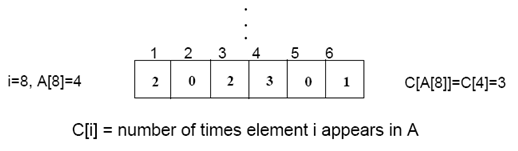 1 2 3 4 5 6
i=8, A[8]=4 2 0 2 3 0 1 C[A[8]]=C[4]=3
C[i] = number of times element i appears in A